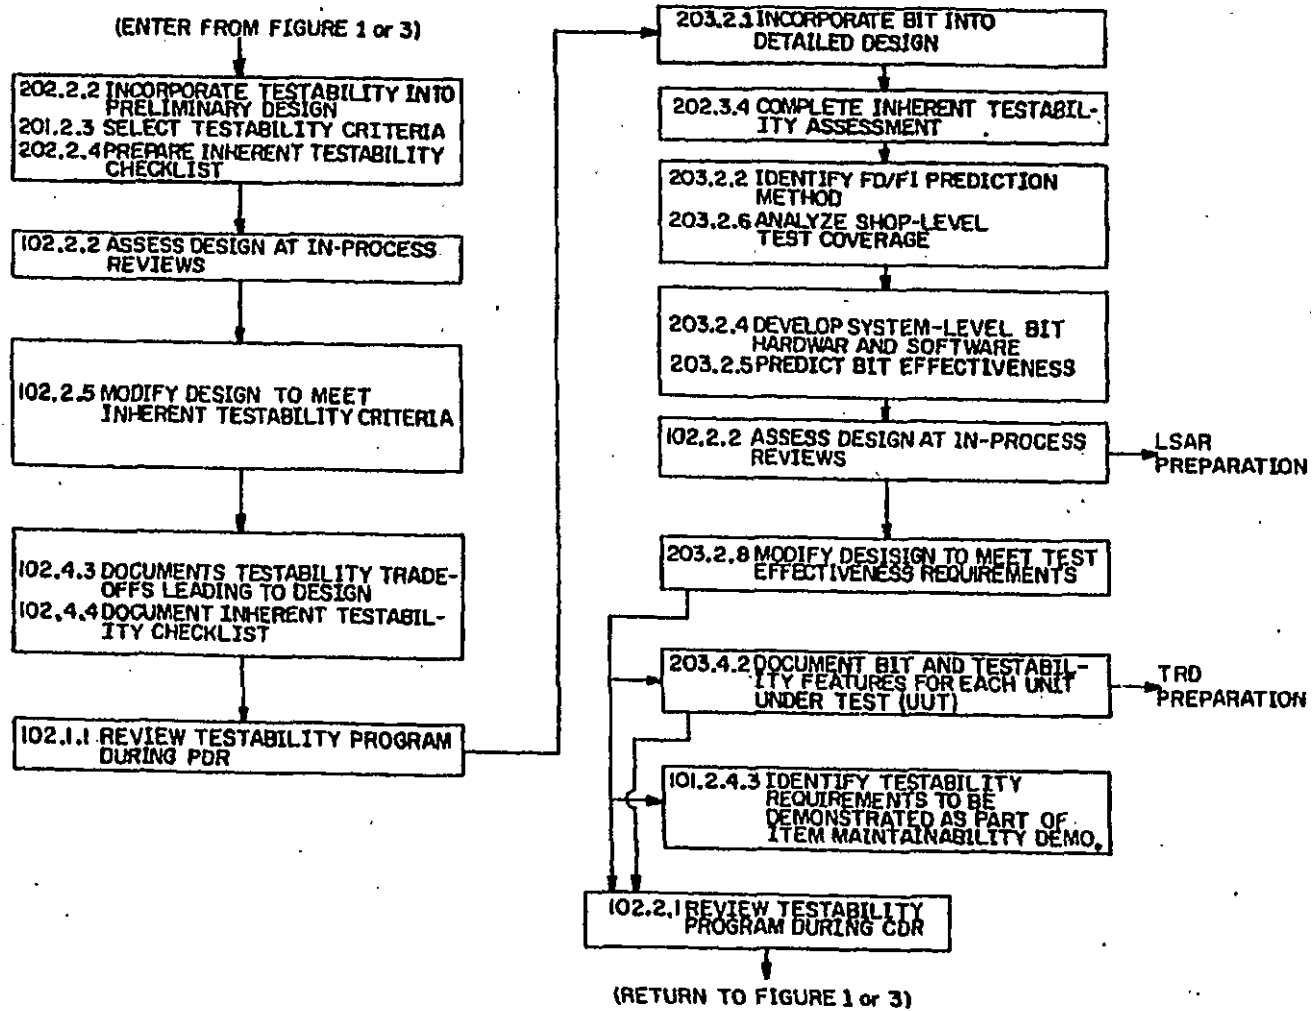 (ENTER FROM FIGURE 1 or 3)
202.2.2 INCORPORATE TESTABILITY INTO
PRELIMINARY DESIGN
201.2.3 SELECT TESTABILITY CRITERIA
202.2.4 PREPARE INHERENT TESTABILITY
CHECKLIST
102.2.2 ASSESS DESIGN AT IN-PROCESS
REVIEWS
102.2.5 MODIFY DESIGN TO MEET
INHERENT TESTABILITY CRITERIA
102.4.3 DOCUMENTS TESTABILITY TRADE-
OFFS LEADING TO DESIGN
102.4.4 DOCUMENT INHERENT TESTABIL-
ITY CHECKLIST
102.1.1 REVIEW TESTABILITY PROGRAM
DURING PDR
203.2.1 INCORPORATE BIT INTO
DETAILED DESIGN
202.3.4 COMPLETE INHERENT TESTABIL-
ITY ASSESSMENT
203.2.2 IDENTIFY FD/FI PREDICTION
METHOD
203.2.6 ANALYZE SHOP-LEVEL
TEST COVERAGE
203.2.4 DEVELOP SYSTEM-LEVEL BIT
HARDWAR AND SOFTWARE
203.2.5 PREDICT BIT EFFECTIVENESS
102.2.2 ASSESS DESIGN AT IN-PROCESS
REVIEWS
LSAR
PREPARATION
203.2.8 MODIFY DESISIGN TO MEET TEST
EFFECTIVENESS REQUIREMENTS
203.4.2 DOCUMENT BIT AND TESTABIL-
ITY FEATURES FOR EACH UNIT
UNDER TEST (UUT)
TRD
PREPARATION
101.2.4.3 IDENTIFY TESTABILITY
REQUIREMENTS TO BE
DEMONSTRATED AS PART OF
ITEM MAINTAINABILITY DEMO.
102.2.1 REVIEW TESTABILITY
PROGRAM DURING CDR
(RETURN TO FIGURE 1 or 3)